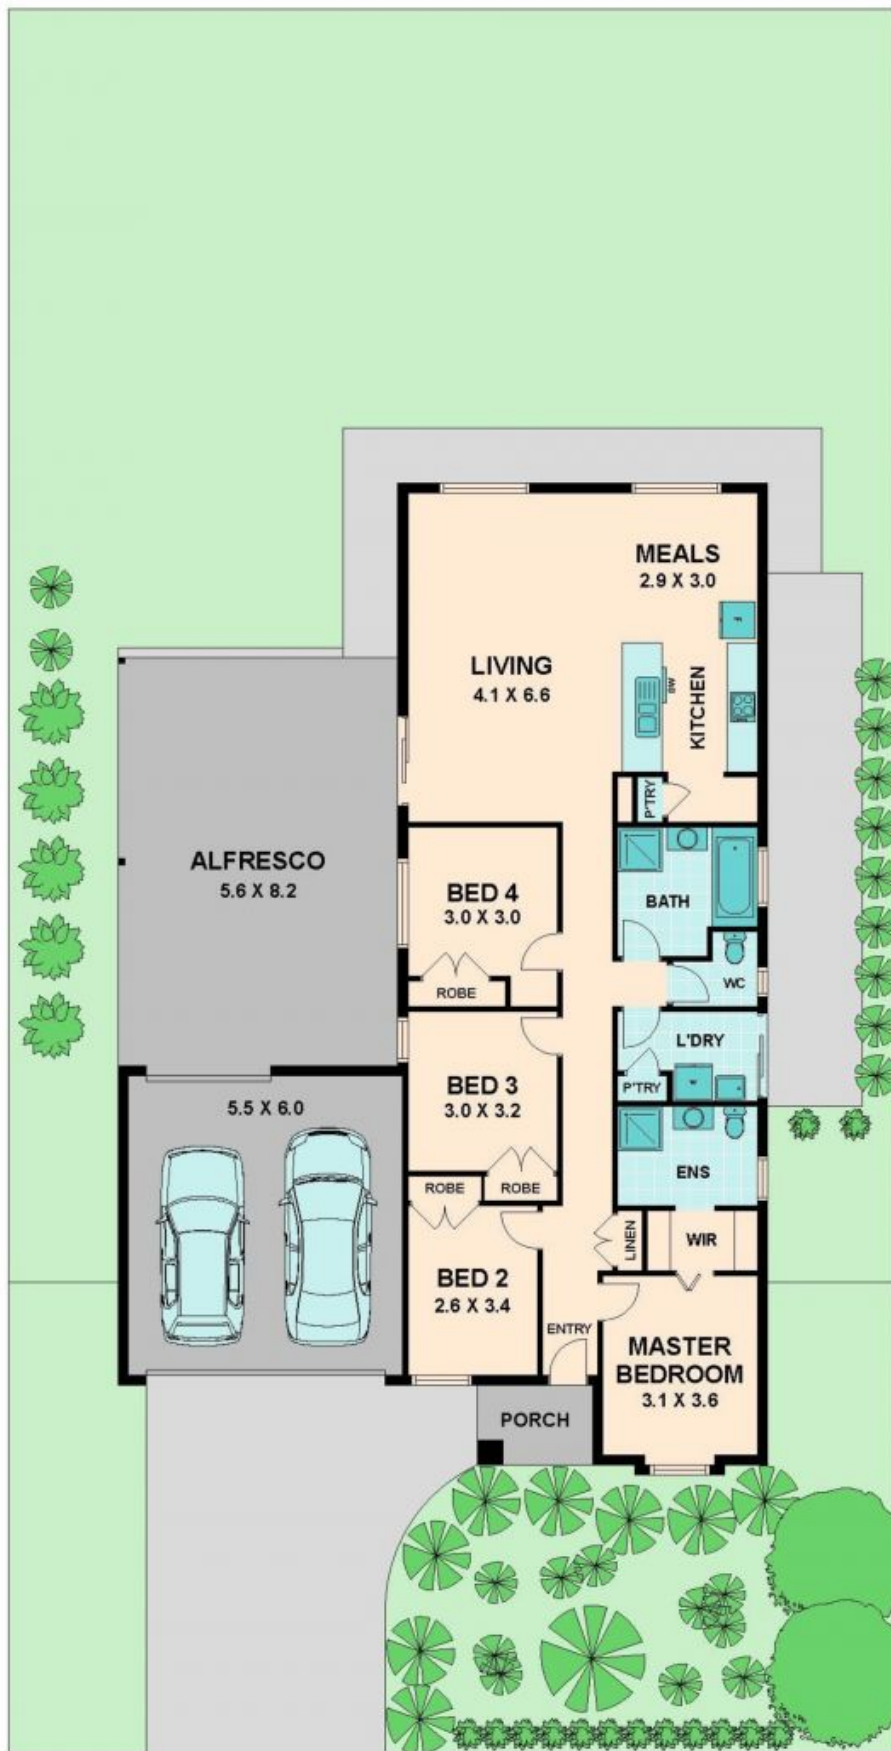 MEALS
2.9 X 3.0
F
LIVING
4.1 X 6.6
DW
KITCHEN
P'TRY
ALFRESCO
5.6 X 8.2
BED 4
3.0 X 3.0
ROBE
BATH
WC
L'DRY
P'TRY
BED 3
3.0 X 3.2
5.5 X 6.0
ROBE
ROBE
ENS
LINEN
WIR
BED 2
2.6 X 3.4
ENTRY
MASTER
BEDROOM
3.1 X 3.6
PORCH